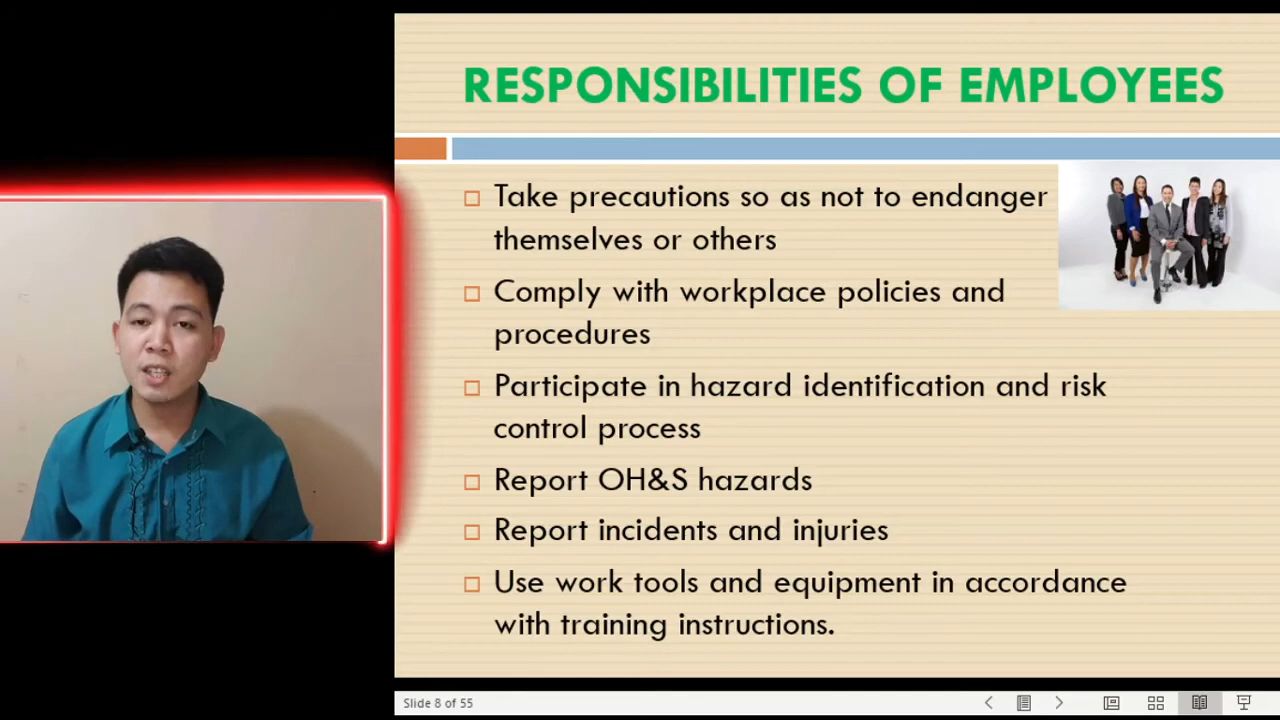 RESPONSIBILITIES OF EMPLOYEES
Take precautions so as not to endanger
themselves or others
Comply with workplace policies and
procedures
Participate in hazard identification and risk
control process
Report OH&S hazards
Report incidents and injuries
Use work tools and equipment in accordance
with training instructions.
Slide 8 of 55